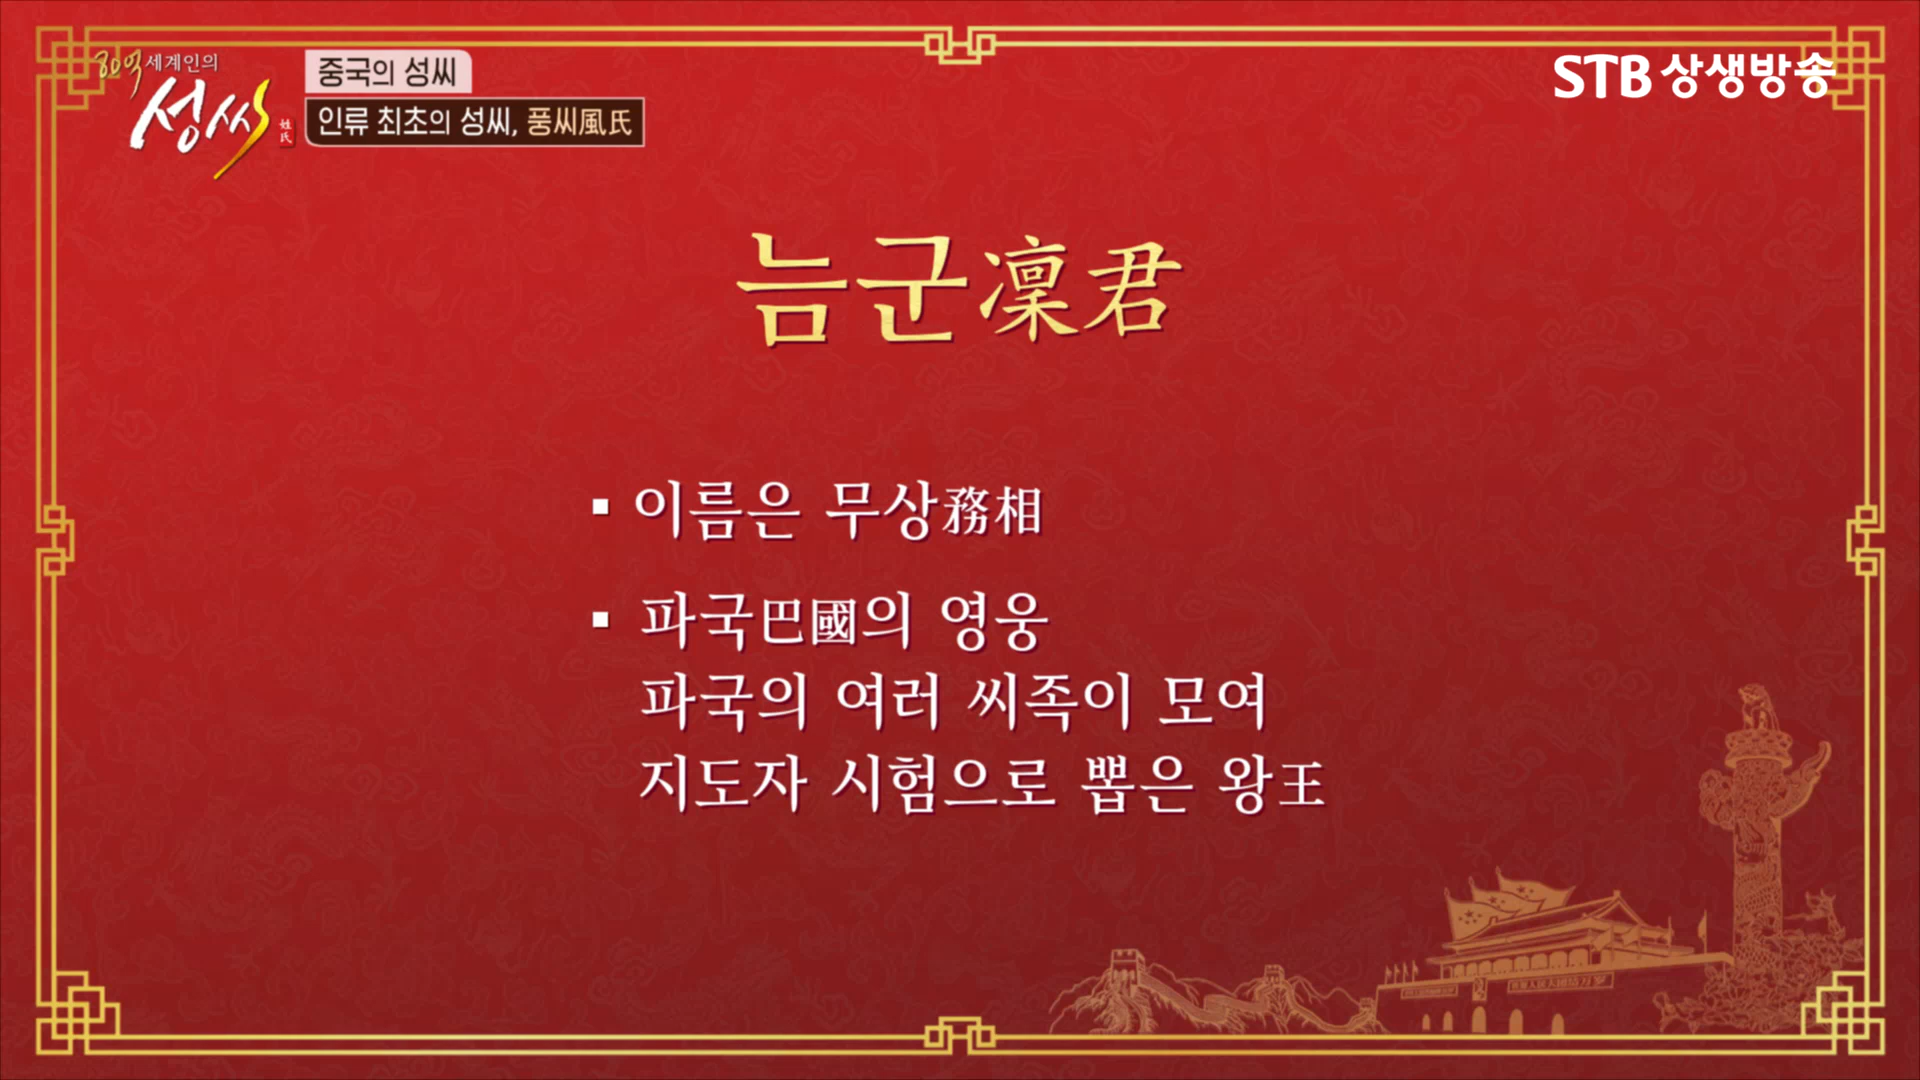 80억 세계인의
성씨
姓氏
중국의 성씨
인류 최초의 성씨, 풍씨風氏
STB 상생방송
늠군凜君
▪ 이름은 무상務相
▪ 파국巴國의 영웅
파국의 여러 씨족이 모여
지도자 시험으로 뽑은 왕王